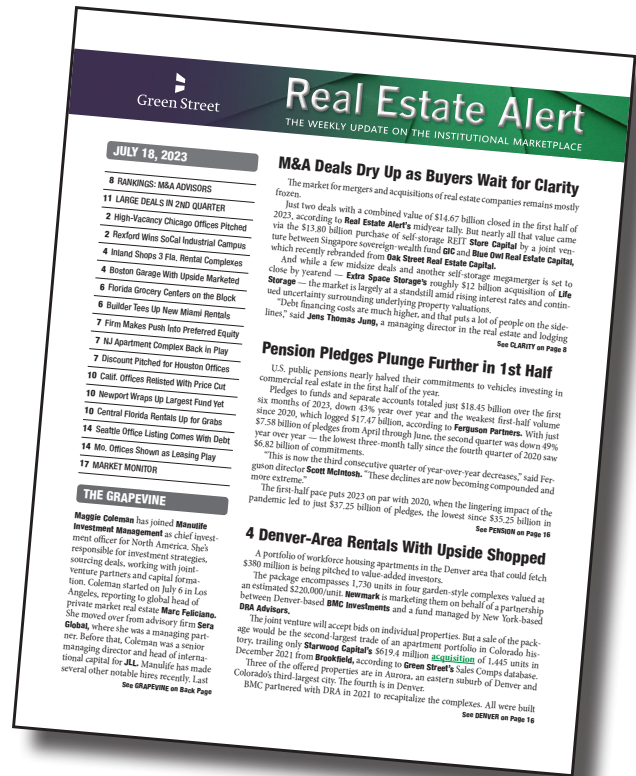 Green Street
Real Estate Alert
THE WEEKLY UPDATE ON THE INSTITUTIONAL MARKETPLACE
JULY 18, 2023
8 RANKINGS: M&A ADVISORS
11 LARGE DEALS IN 2ND QUARTER
2 High-Vacancy Chicago Offices Pitched
2 Rexford Wins SoCal Industrial Campus
4 Inland Shops 3 Fla. Rental Complexes
4 Boston Garage With Upside Marketed
6 Florida Grocery Centers on the Block
6 Builder Tees Up New Miami Rentals
7 Firm Makes Push Into Preferred Equity
7 NJ Apartment Complex Back in Play
7 Discount Pitched for Houston Offices
10 Calif. Offices Relisted With Price Cut
10 Newport Wraps Up Largest Fund Yet
10 Central Florida Rentals Up for Grabs
14 Seattle Office Listing Comes With Debt
14 Mo. Offices Shown as Leasing Play
17 MARKET MONITOR
THE GRAPEVINE
Maggie Coleman has joined Manulife
Investment Management as chief invest-
ment officer for North America. She's
responsible for investment strategies,
sourcing deals, working with joint-
venture partners and capital forma-
tion. Coleman started on July 6 in Los
Angeles, reporting to global head of
private market real estate Marc Feliciano.
She moved over from advisory firm Sera
Global, where she was a managing part-
ner. Before that, Coleman was a senior
managing director and head of interna-
tional capital for JLL. Manulife has made
several other notable hires recently. Last
See GRAPEVINE on Back Page
M&A Deals Dry Up as Buyers Wait for Clarity
The market for mergers and acquisitions of real estate companies remains mostly
frozen.
Just two deals with a combined value of $14.67 billion closed in the first half of
2023, according to Real Estate Alert's midyear tally. But nearly all that value came
via the $13.80 billion purchase of self-storage REIT Store Capital by a joint ven-
ture between Singapore sovereign-wealth fund GIC and Blue Owl Real Estate Capital,
which recently rebranded from Oak Street Real Estate Capital.
And while a few midsize deals and another self-storage megamerger is set to
close by yearend — Extra Space Storage's roughly $12 billion acquisition of Life
Storage — the market is largely at a standstill amid rising interest rates and contin-
ued uncertainty surrounding underlying property valuations.
"Debt financing costs are much higher, and that puts a lot of people on the side-
lines," said Jens Thomas Jung, a managing director in the real estate and lodging
See CLARITY on Page 8
Pension Pledges Plunge Further in 1st Half
U.S. public pensions nearly halved their commitments to vehicles investing in
commercial real estate in the first half of the year.
Pledges to funds and separate accounts totaled just $18.45 billion over the first
six months of 2023, down 43% year over year and the weakest first-half volume
since 2020, which logged $17.47 billion, according to Ferguson Partners. With just
$7.58 billion of pledges from April through June, the second quarter was down 49%
year over year — the lowest three-month tally since the fourth quarter of 2020 saw
$6.82 billion of commitments.
"This is now the third consecutive quarter of year-over-year decreases," said Fer-
guson director Scott McIntosh. "These declines are now becoming compounded and
more extreme."
The first-half pace puts 2023 on par with 2020, when the lingering impact of the
pandemic led to just $37.25 billion of pledges, the lowest since $35.25 billion in
See PENSION on Page 16
4 Denver-Area Rentals With Upside Shopped
A portfolio of workforce housing apartments in the Denver area that could fetch
$380 million is being pitched to value-added investors.
The package encompasses 1,730 units in four garden-style complexes valued at
an estimated $220,000/unit. Newmark is marketing them on behalf of a partnership
between Denver-based BMC Investments and a fund managed by New York-based
DRA Advisors.
The joint venture will accept bids on individual properties. But a sale of the pack-
age would be the second-largest trade of an apartment portfolio in Colorado his-
tory, trailing only Starwood Capital's $619.4 million acquisition of 1,445 units in
December 2021 from Brookfield, according to Green Street's Sales Comps database.
Three of the offered properties are in Aurora, an eastern suburb of Denver and
Colorado's third-largest city. The fourth is in Denver.
BMC partnered with DRA in 2021 to recapitalize the complexes. All were built
See DENVER on Page 16